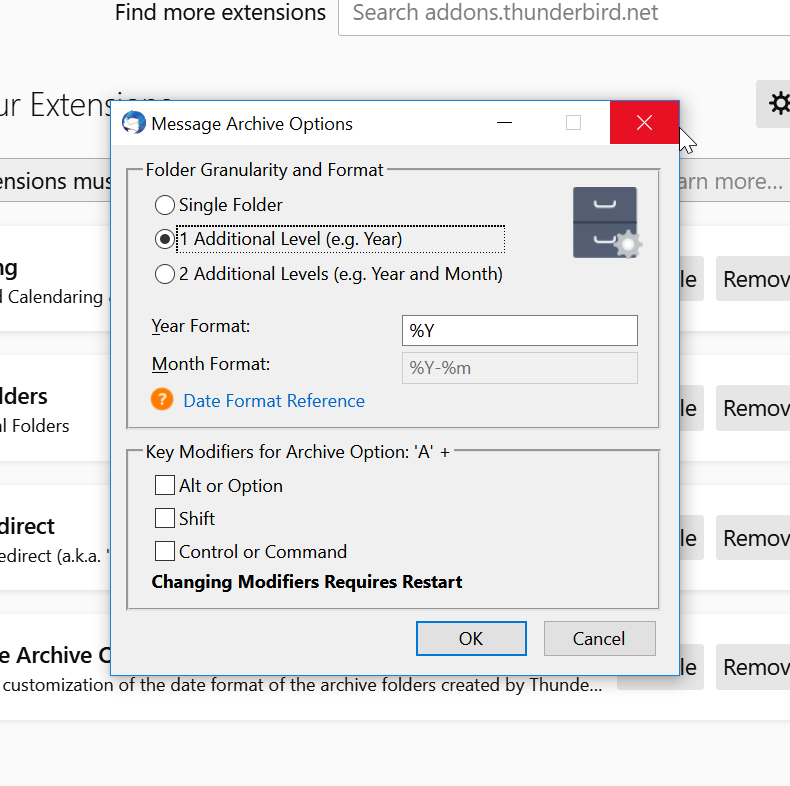 Find more extensions
Search addons.thunderbird.net
ur Extensions
Message Archive Options
ensions mus
arn more...
Folder Granularity and Format
Single Folder
1 Additional Level (e.g. Year)
2 Additional Levels (e.g. Year and Month)
ng
d Calendaring
le
Remov
Year Format:
%Y
Month Format:
%Y-%m
? Date Format Reference
lders
al Folders
le
Remov
Key Modifiers for Archive Option: 'A' +
Alt or Option
Shift
Control or Command
Changing Modifiers Requires Restart
direct
edirect (a.k.a. '
le
Remov
OK
Cancel
e Archive O
customization of the date format of the archive folders created by Thunde...
le
Remov